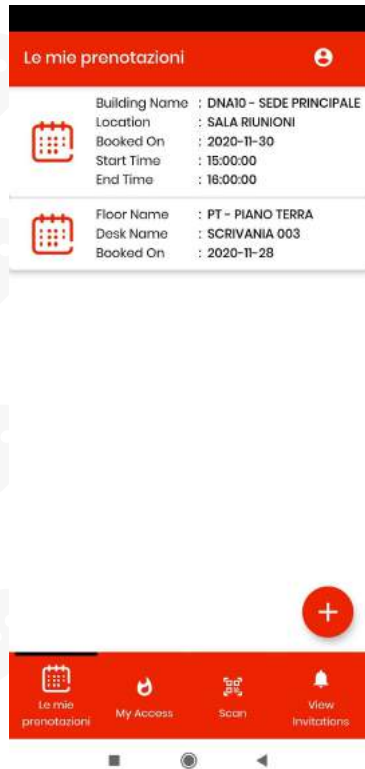 Le mie prenotazioni
Building Name : DNA10 - SEDE PRINCIPALE
Location : SALA RIUNIONI
Booked On : 2020-11-30
Start Time : 15:00:00
End Time : 16:00:00
Floor Name : PT - PIANO TERRA
Desk Name : SCRIVANIA 003
Booked On : 2020-11-28
+
Le mie
prenotazioni
My Access
Scan
View
Invitations